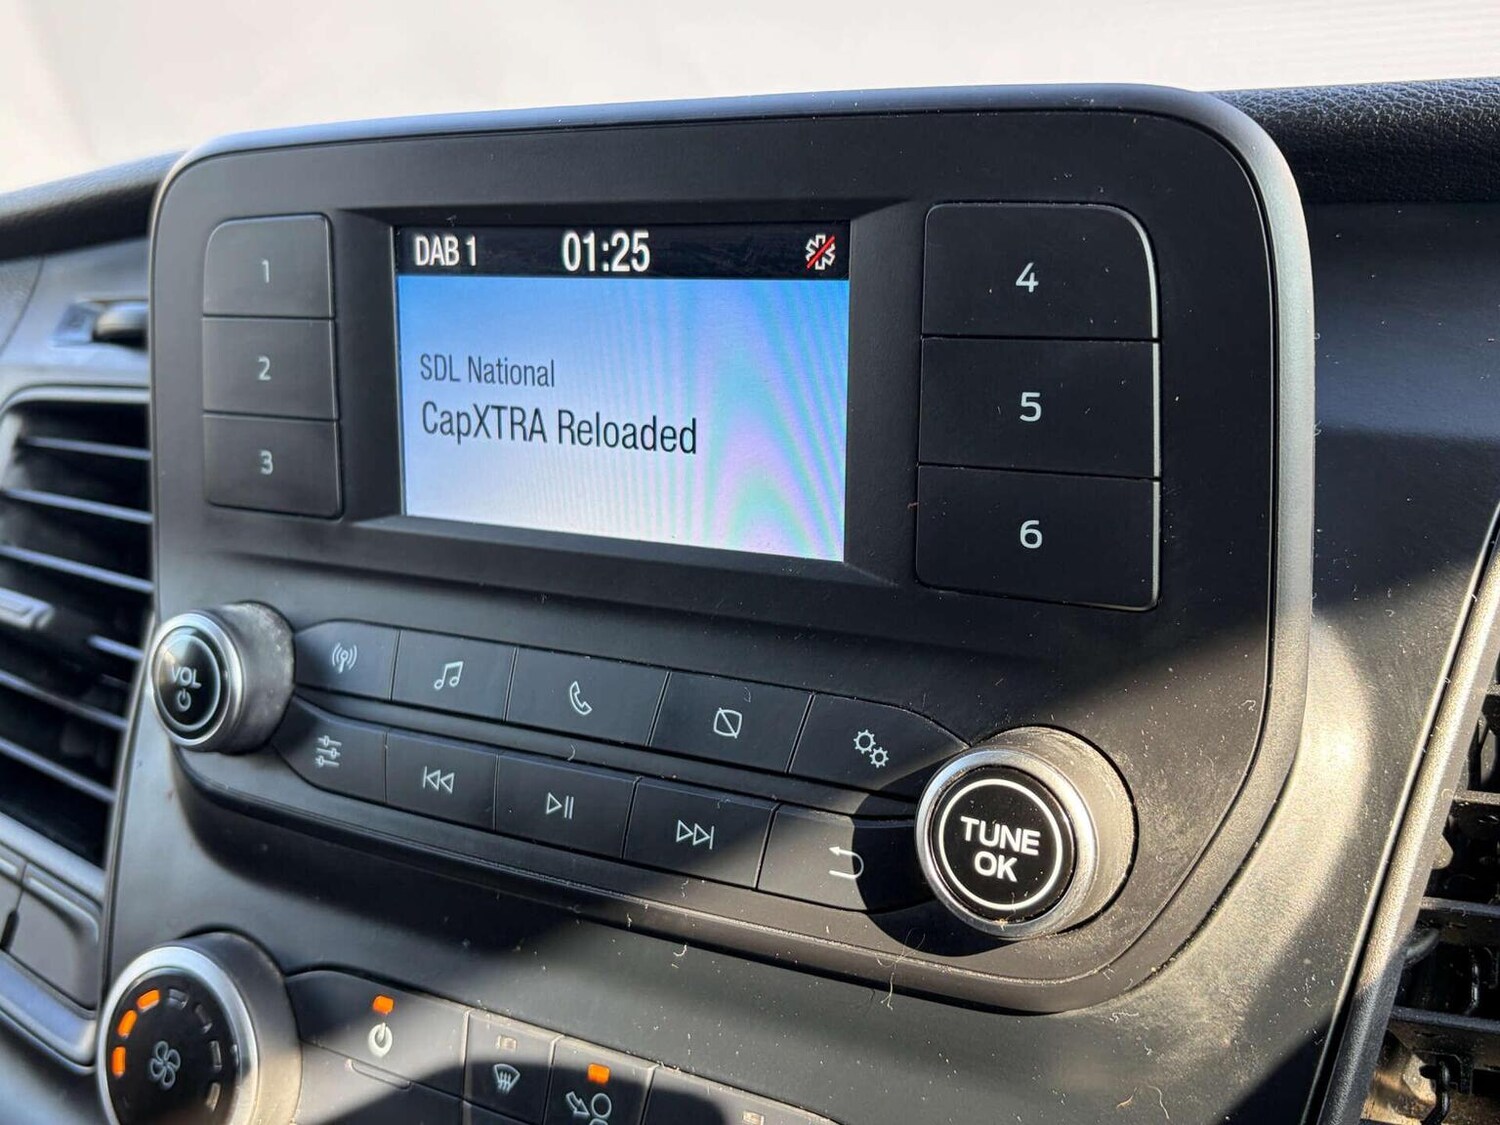 DAB 1 01:25
SDL National
CapXTRA Reloaded
1
2
3
4
5
6
VOL
TUNE
OK